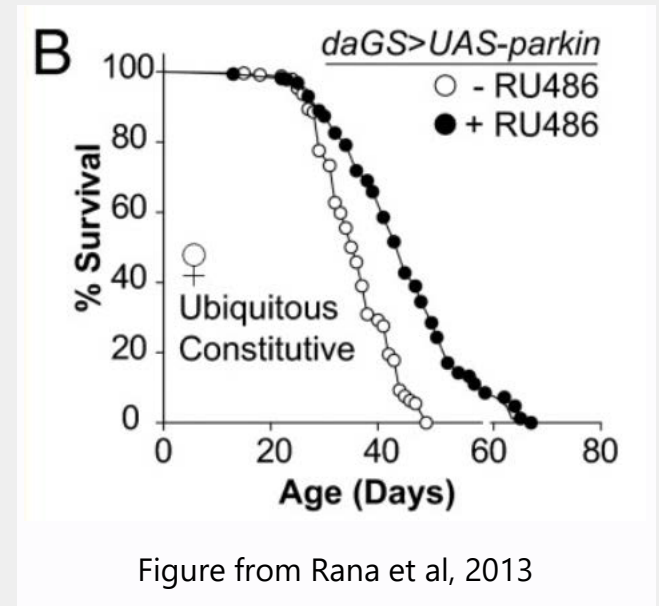 B
daGS>UAS-parkin
- RU486
+ RU486
100
80
60
40
20
0
% Survival
♀
Ubiquitous
Constitutive
0 20 40 60 80
Age (Days)
Figure from Rana et al, 2013